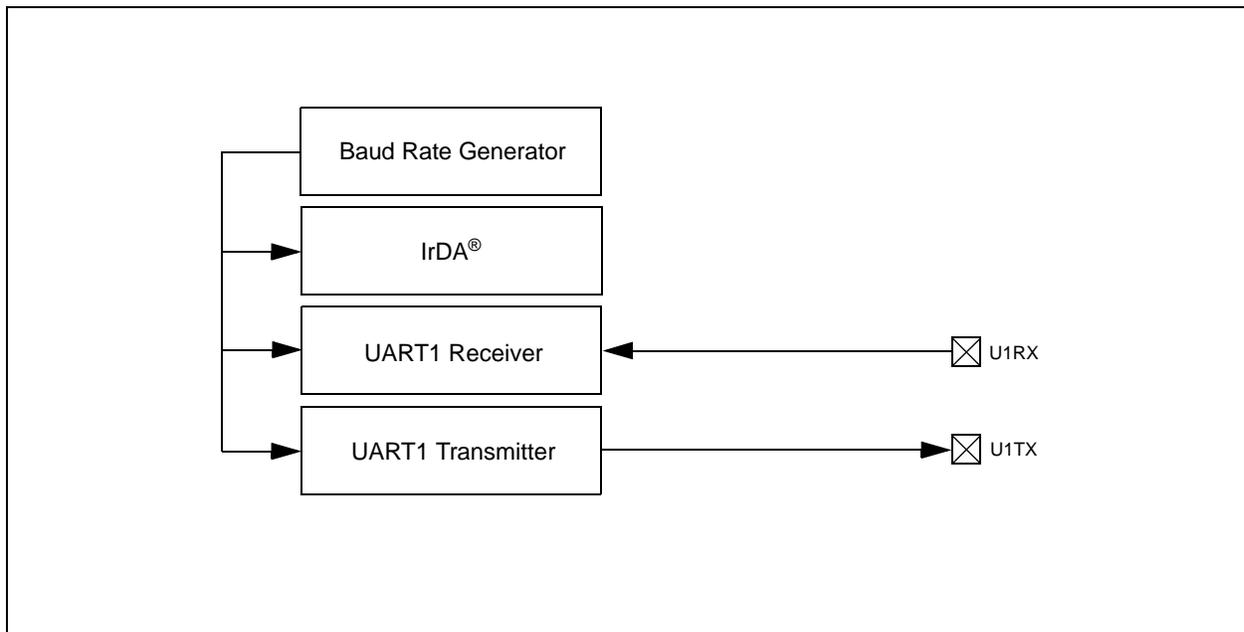 Baud Rate Generator
IrDA®
UART1 Receiver
U1RX
UART1 Transmitter
U1TX